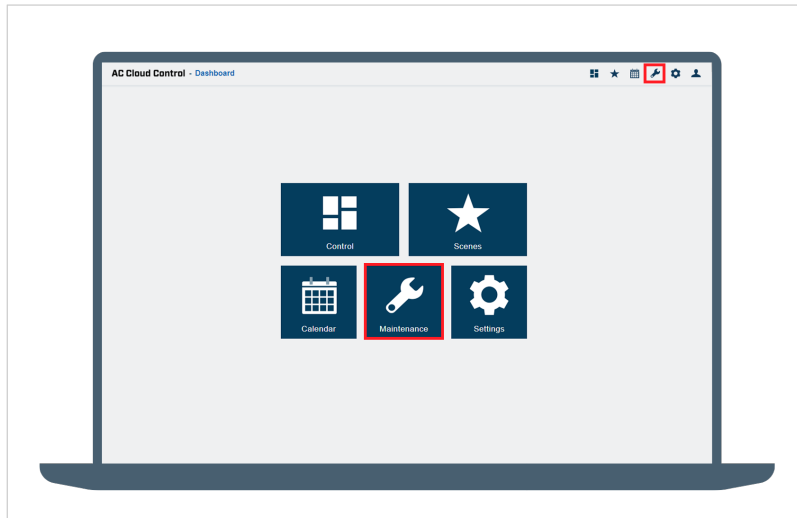 AC Cloud Control - Dashboard
Control
Scenes
Calendar
Maintenance
Settings